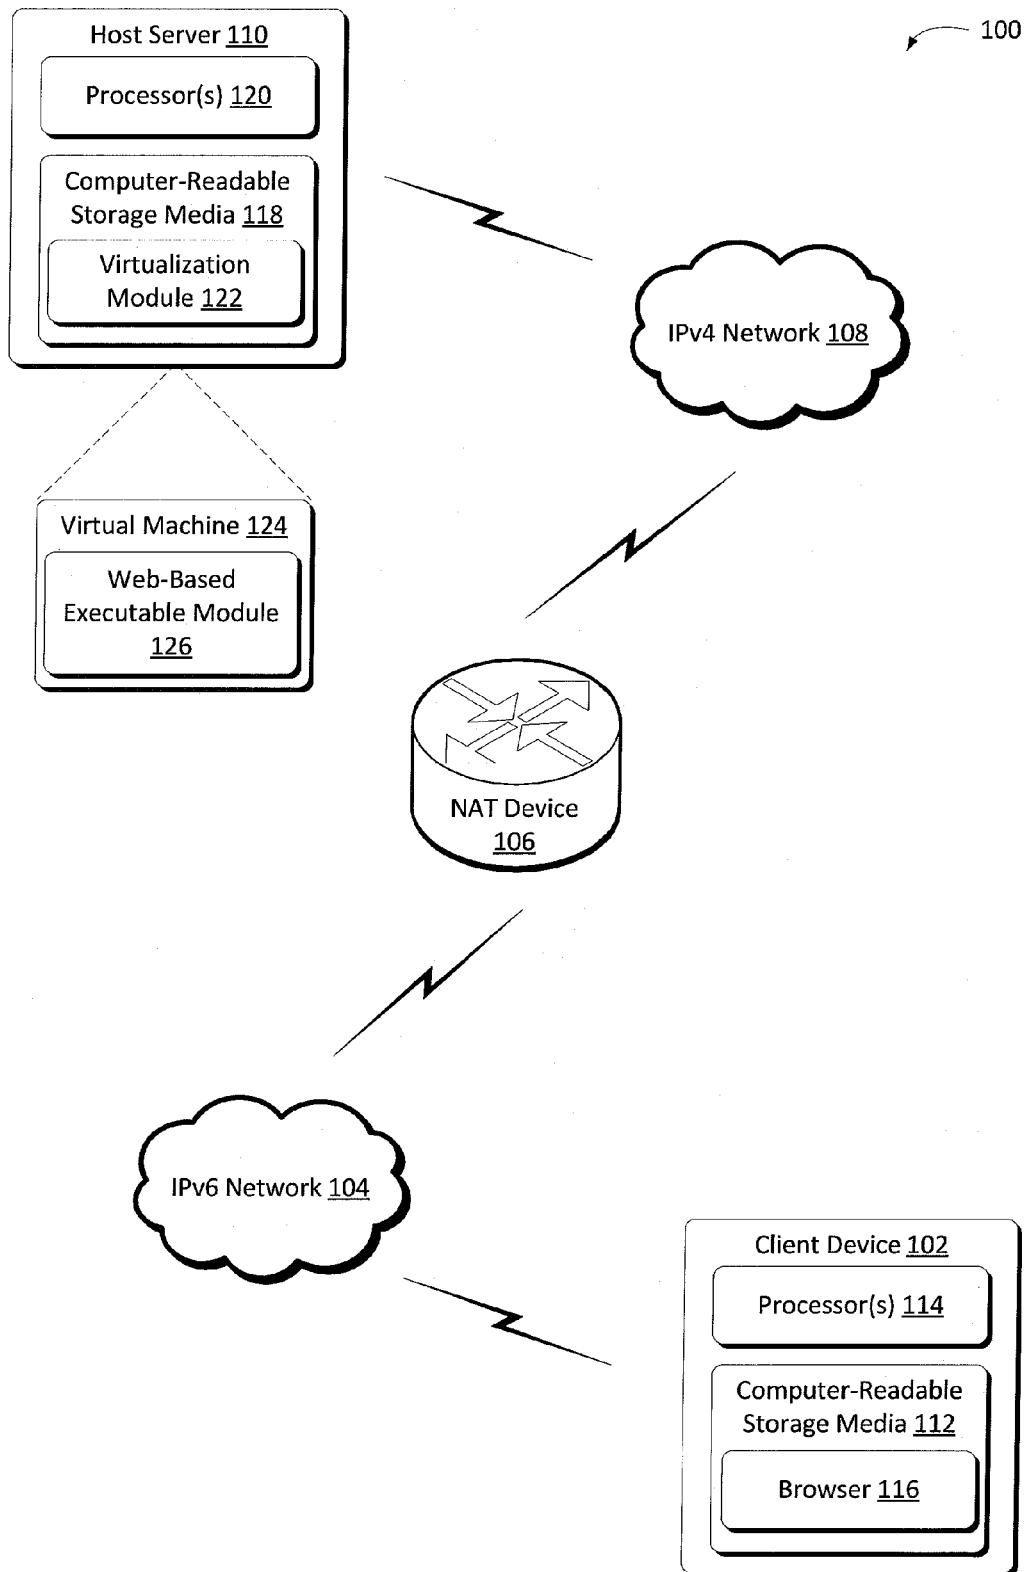 100
Host Server 110
Processor(s) 120
Computer-Readable
Storage Media 118
Virtualization
Module 122
IPv4 Network 108
Virtual Machine 124
Web-Based
Executable Module
126
NAT Device
106
IPv6 Network 104
Client Device 102
Processor(s) 114
Computer-Readable
Storage Media 112
Browser 116